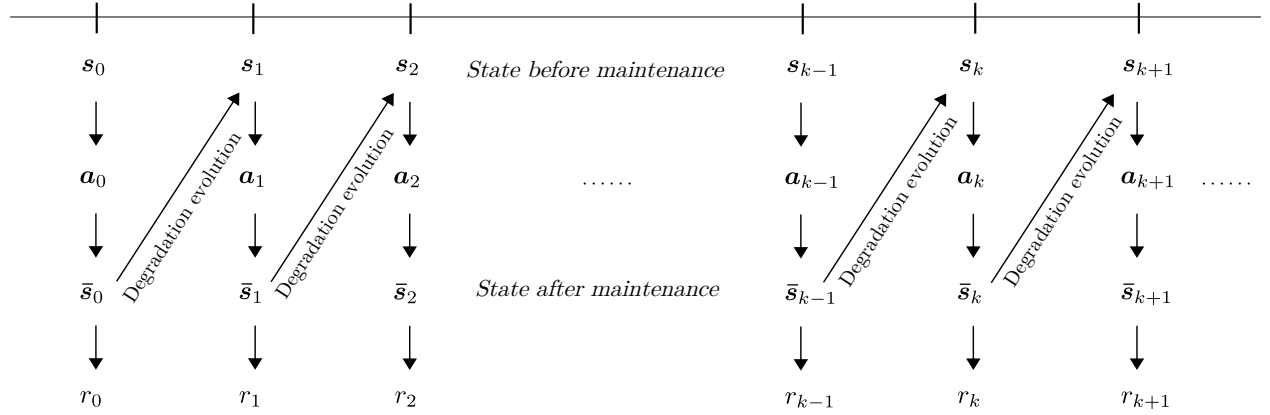 s₀ s₁ s₂ State before maintenance sₖ₋₁ sₖ sₖ₊₁
Degradation evolution Degradation evolution Degradation evolution Degradation evolution
a₀ a₁ a₂ ...... aₖ₋₁ aₖ aₖ₊₁ ......
s̄₀ s̄₁ s̄₂ State after maintenance s̄ₖ₋₁ s̄ₖ s̄ₖ₊₁
r₀ r₁ r₂ rₖ₋₁ rₖ rₖ₊₁